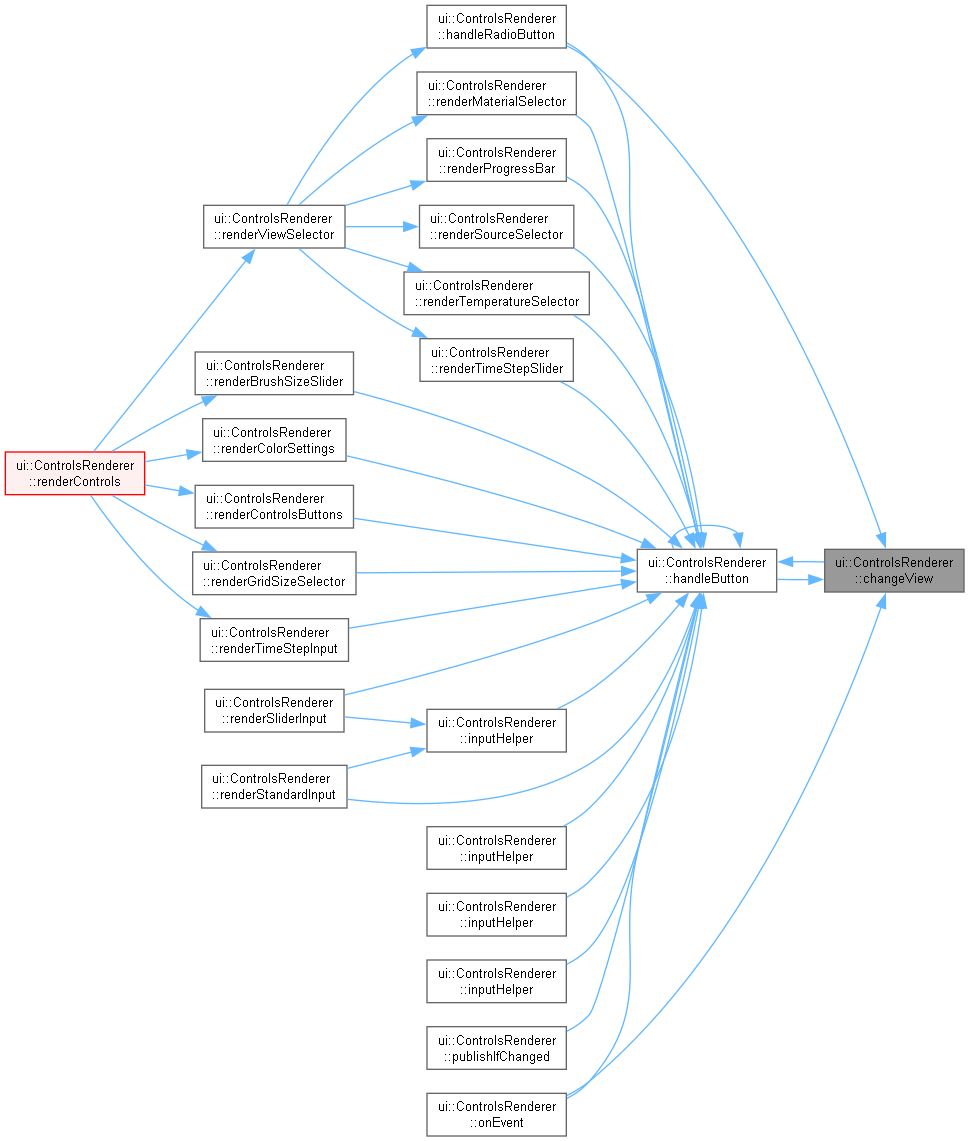 ui::ControlsRenderer
::handleRadioButton
ui::ControlsRenderer
::renderMaterialSelector
ui::ControlsRenderer
::renderProgressBar
ui::ControlsRenderer
::renderViewSelector
ui::ControlsRenderer
::renderSourceSelector
ui::ControlsRenderer
::renderTemperatureSelector
ui::ControlsRenderer
::renderTimeStepSlider
ui::ControlsRenderer
::renderBrushSizeSlider
ui::ControlsRenderer
::renderColorSettings
ui::ControlsRenderer
::renderControls
ui::ControlsRenderer
::renderControlsButtons
ui::ControlsRenderer
::renderGridSizeSelector
ui::ControlsRenderer
::handleButton
ui::ControlsRenderer
::changeView
ui::ControlsRenderer
::renderTimeStepInput
ui::ControlsRenderer
::renderSliderInput
ui::ControlsRenderer
::inputHelper
ui::ControlsRenderer
::renderStandardInput
ui::ControlsRenderer
::inputHelper
ui::ControlsRenderer
::inputHelper
ui::ControlsRenderer
::inputHelper
ui::ControlsRenderer
::publishIfChanged
ui::ControlsRenderer
::onEvent